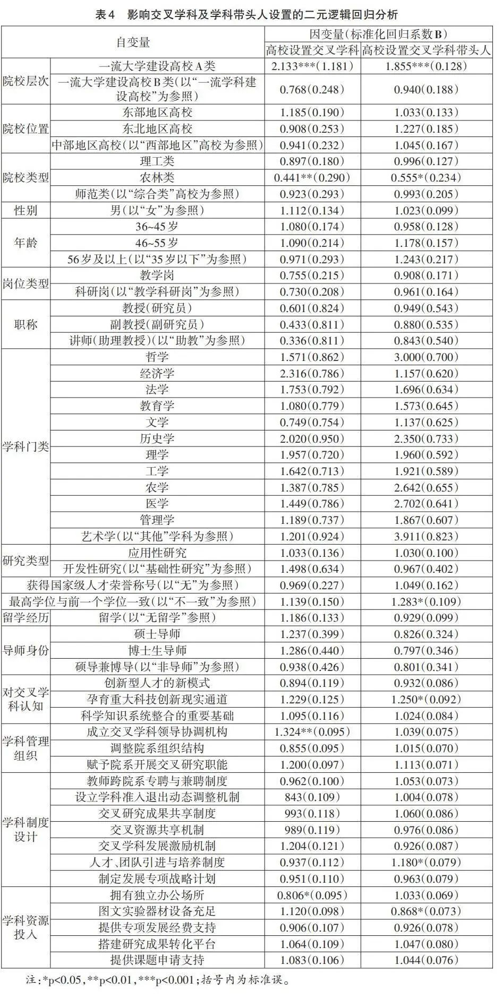 表4 影响交叉学科及学科带头人设置的二元逻辑回归分析
自变量 因变量(标准化回归系数B)
高校设置交叉学科 高校设置交叉学科带头人
院校层次 一流大学建设高校A类 2.133***(1.181) 1.855***(0.128)
一流大学建设高校B类(以“一流学科建
设高校”为参照) 0.768(0.248) 0.940(0.188)
院校位置 东部地区高校 1.185(0.190) 1.033(0.133)
东北地区高校 0.908(0.253) 1.227(0.185)
中部地区高校(以“西部地区”高校为参照) 0.941(0.232) 1.045(0.167)
院校类型 理工类 0.897(0.180) 0.996(0.127)
农林类 0.441**(0.290) 0.555*(0.234)
师范类(以“综合类”高校为参照) 0.923(0.293) 0.993(0.205)
性别 男(以“女”为参照) 1.112(0.134) 1.023(0.099)
年龄 36~45岁 1.080(0.174) 0.958(0.128)
46~55岁 1.090(0.214) 1.178(0.157)
56岁及以上(以“35岁以下”为参照) 0.971(0.293) 1.243(0.217)
岗位类型 教学岗 0.755(0.215) 0.908(0.171)
科研岗(以“教学科研岗”为参照) 0.730(0.208) 0.961(0.164)
职称 教授(研究员) 0.601(0.824) 0.949(0.543)
副教授(副研究员) 0.433(0.811) 0.880(0.535)
讲师(助理教授)(以“助教”为参照) 0.336(0.811) 0.843(0.540)
学科门类 哲学 1.571(0.862) 3.000(0.700)
经济学 2.316(0.786) 1.157(0.620)
法学 1.753(0.792) 1.696(0.634)
教育学 1.080(0.779) 1.573(0.645)
文学 0.749(0.754) 1.137(0.625)
历史学 2.020(0.950) 2.350(0.733)
理学 1.957(0.720) 1.960(0.592)
工学 1.642(0.713) 1.921(0.589)
农学 1.387(0.785) 2.642(0.655)
医学 1.449(0.786) 2.702(0.641)
管理学 1.189(0.737) 1.867(0.607)
艺术学(以“其他”学科为参照) 1.201(0.924) 3.911(0.823)
研究类型 应用性研究 1.033(0.136) 1.030(0.100)
开发性研究(以“基础性研究”为参照) 1.498(0.634) 0.967(0.402)
获得国家级人才荣誉称号(以“无”为参照) 0.969(0.227) 1.049(0.162)
最高学位与前一个学位一致(以“不一致”为参照) 1.139(0.150) 1.283*(0.109)
留学经历 留学(以“无留学”参照) 1.186(0.133) 0.929(0.099)
导师身份 硕士导师 1.237(0.399) 0.826(0.324)
博士生导师 1.286(0.440) 0.797(0.346)
硕导兼博导(以“非导师”为参照) 0.938(0.426) 0.801(0.341)
对交叉学
科认知 创新型人才的新模式 0.894(0.119) 0.932(0.086)
孕育重大科技创新现实通道 1.229(0.125) 1.250*(0.092)
科学知识系统整合的重要基础 1.095(0.116) 1.024(0.084)
学科管理
组织 成立交叉学科领导协调机构 1.324**(0.095) 1.039(0.075)
调整院系组织结构 0.855(0.095) 1.015(0.070)
赋予院系开展交叉研究职能 1.200(0.097) 1.113(0.071)
学科制度
设计 教师跨院系专聘与兼聘制度 0.962(0.100) 1.053(0.073)
设立学科准入退出动态调整机制 843(0.109) 1.004(0.078)
交叉研究成果共享制度 993(0.118) 1.060(0.086)
交叉资源共享机制 989(0.119) 0.976(0.086)
交叉学科发展激励机制 1.204(0.121) 0.926(0.087)
人才、团队引进与培养制度 0.937(0.112) 1.180*(0.079)
制定发展专项战略计划 0.951(0.110) 0.963(0.079)
学科资源
投入 拥有独立办公场所 0.806*(0.095) 1.033(0.069)
图文实验器材设备充足 1.120(0.098) 0.868*(0.073)
提供专项发展经费支持 0.906(0.107) 0.926(0.078)
搭建研究成果转化平台 1.064(0.109) 1.047(0.080)
提供课题申请支持 1.083(0.106) 1.044(0.076)
注:*p<0.05,**p<0.01,***p<0.001;括号内为标准误。